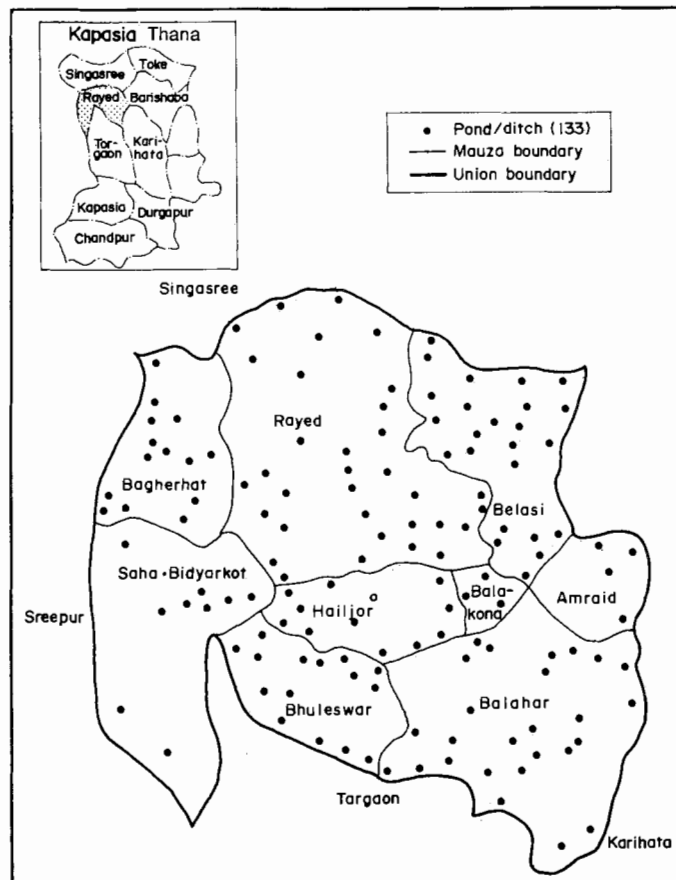 Kapasia Thana
Toke
Singasree
Rayed
Barishaba
Tor-
gaon
Kari-
hata
Kapasia
Durgapur
Chandpur
Pond/ditch (133)
Mauza boundary
Union boundary
Singasree
Rayed
Bagherhat
Belasi
Saha • Bidyarkot
Hailjor
Bala-
kona
Amraid
Sreepur
Bhuleswar
Balahar
Targaon
Karihata